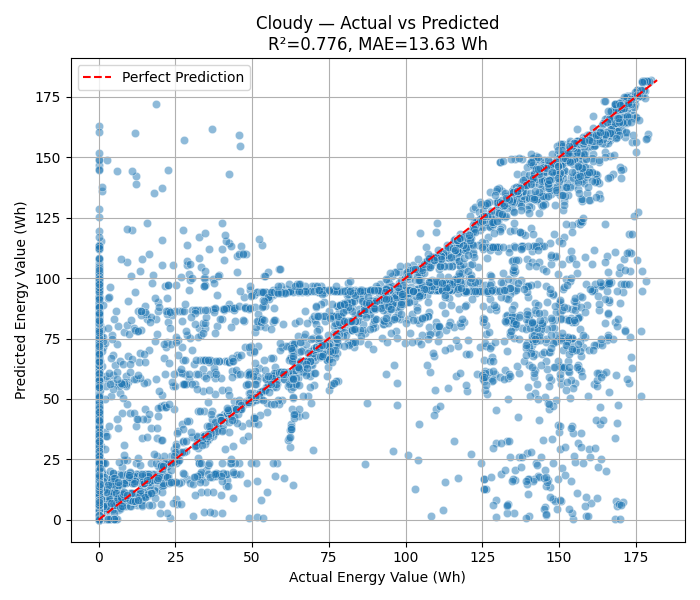 Cloudy — Actual vs Predicted
R²=0.776, MAE=13.63 Wh
Perfect Prediction
Predicted Energy Value (Wh)
175
150
125
100
75
50
25
0
0 25 50 75 100 125 150 175
Actual Energy Value (Wh)